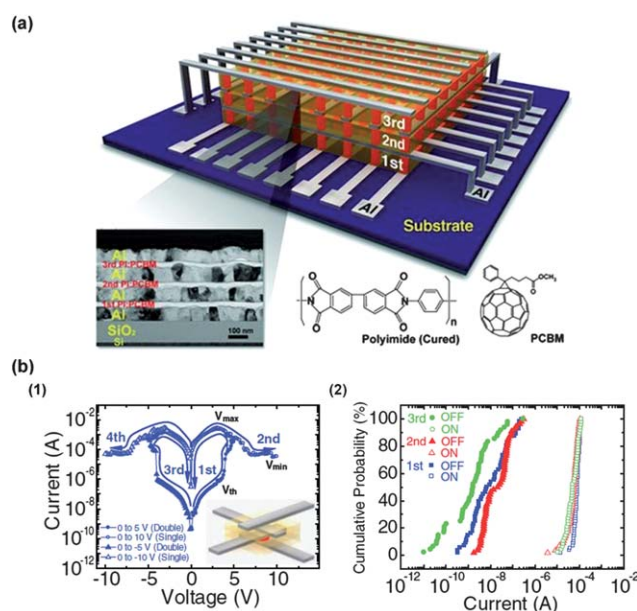 (a)
3rd
2nd
1st
Al
Substrate
Al
3rd PI:PCBM
Al
2nd PI:PCBM
Al
1st PI:PCBM
Al
SiO2
Si
100 nm
O O
N N
O O
n
Polyimide (Cured)
O
OCH3
PCBM
(b)
(1)
Current (A)
10-2
10-4
10-6
10-8
10-10
10-12
4th
Vmax
2nd
3rd
1st
Vmin
Vth
0 to 5 V (Double)
0 to 10 V (Single)
0 to -5 V (Double)
0 to -10 V (Single)
-10 -5 0 5 10
Voltage (V)
(2)
Cumulative Probability (%)
100
80
60
40
20
0
3rd OFF
ON
2nd OFF
ON
1st OFF
ON
10-12 10-10 10-8 10-6 10-4 10-2
Current (A)